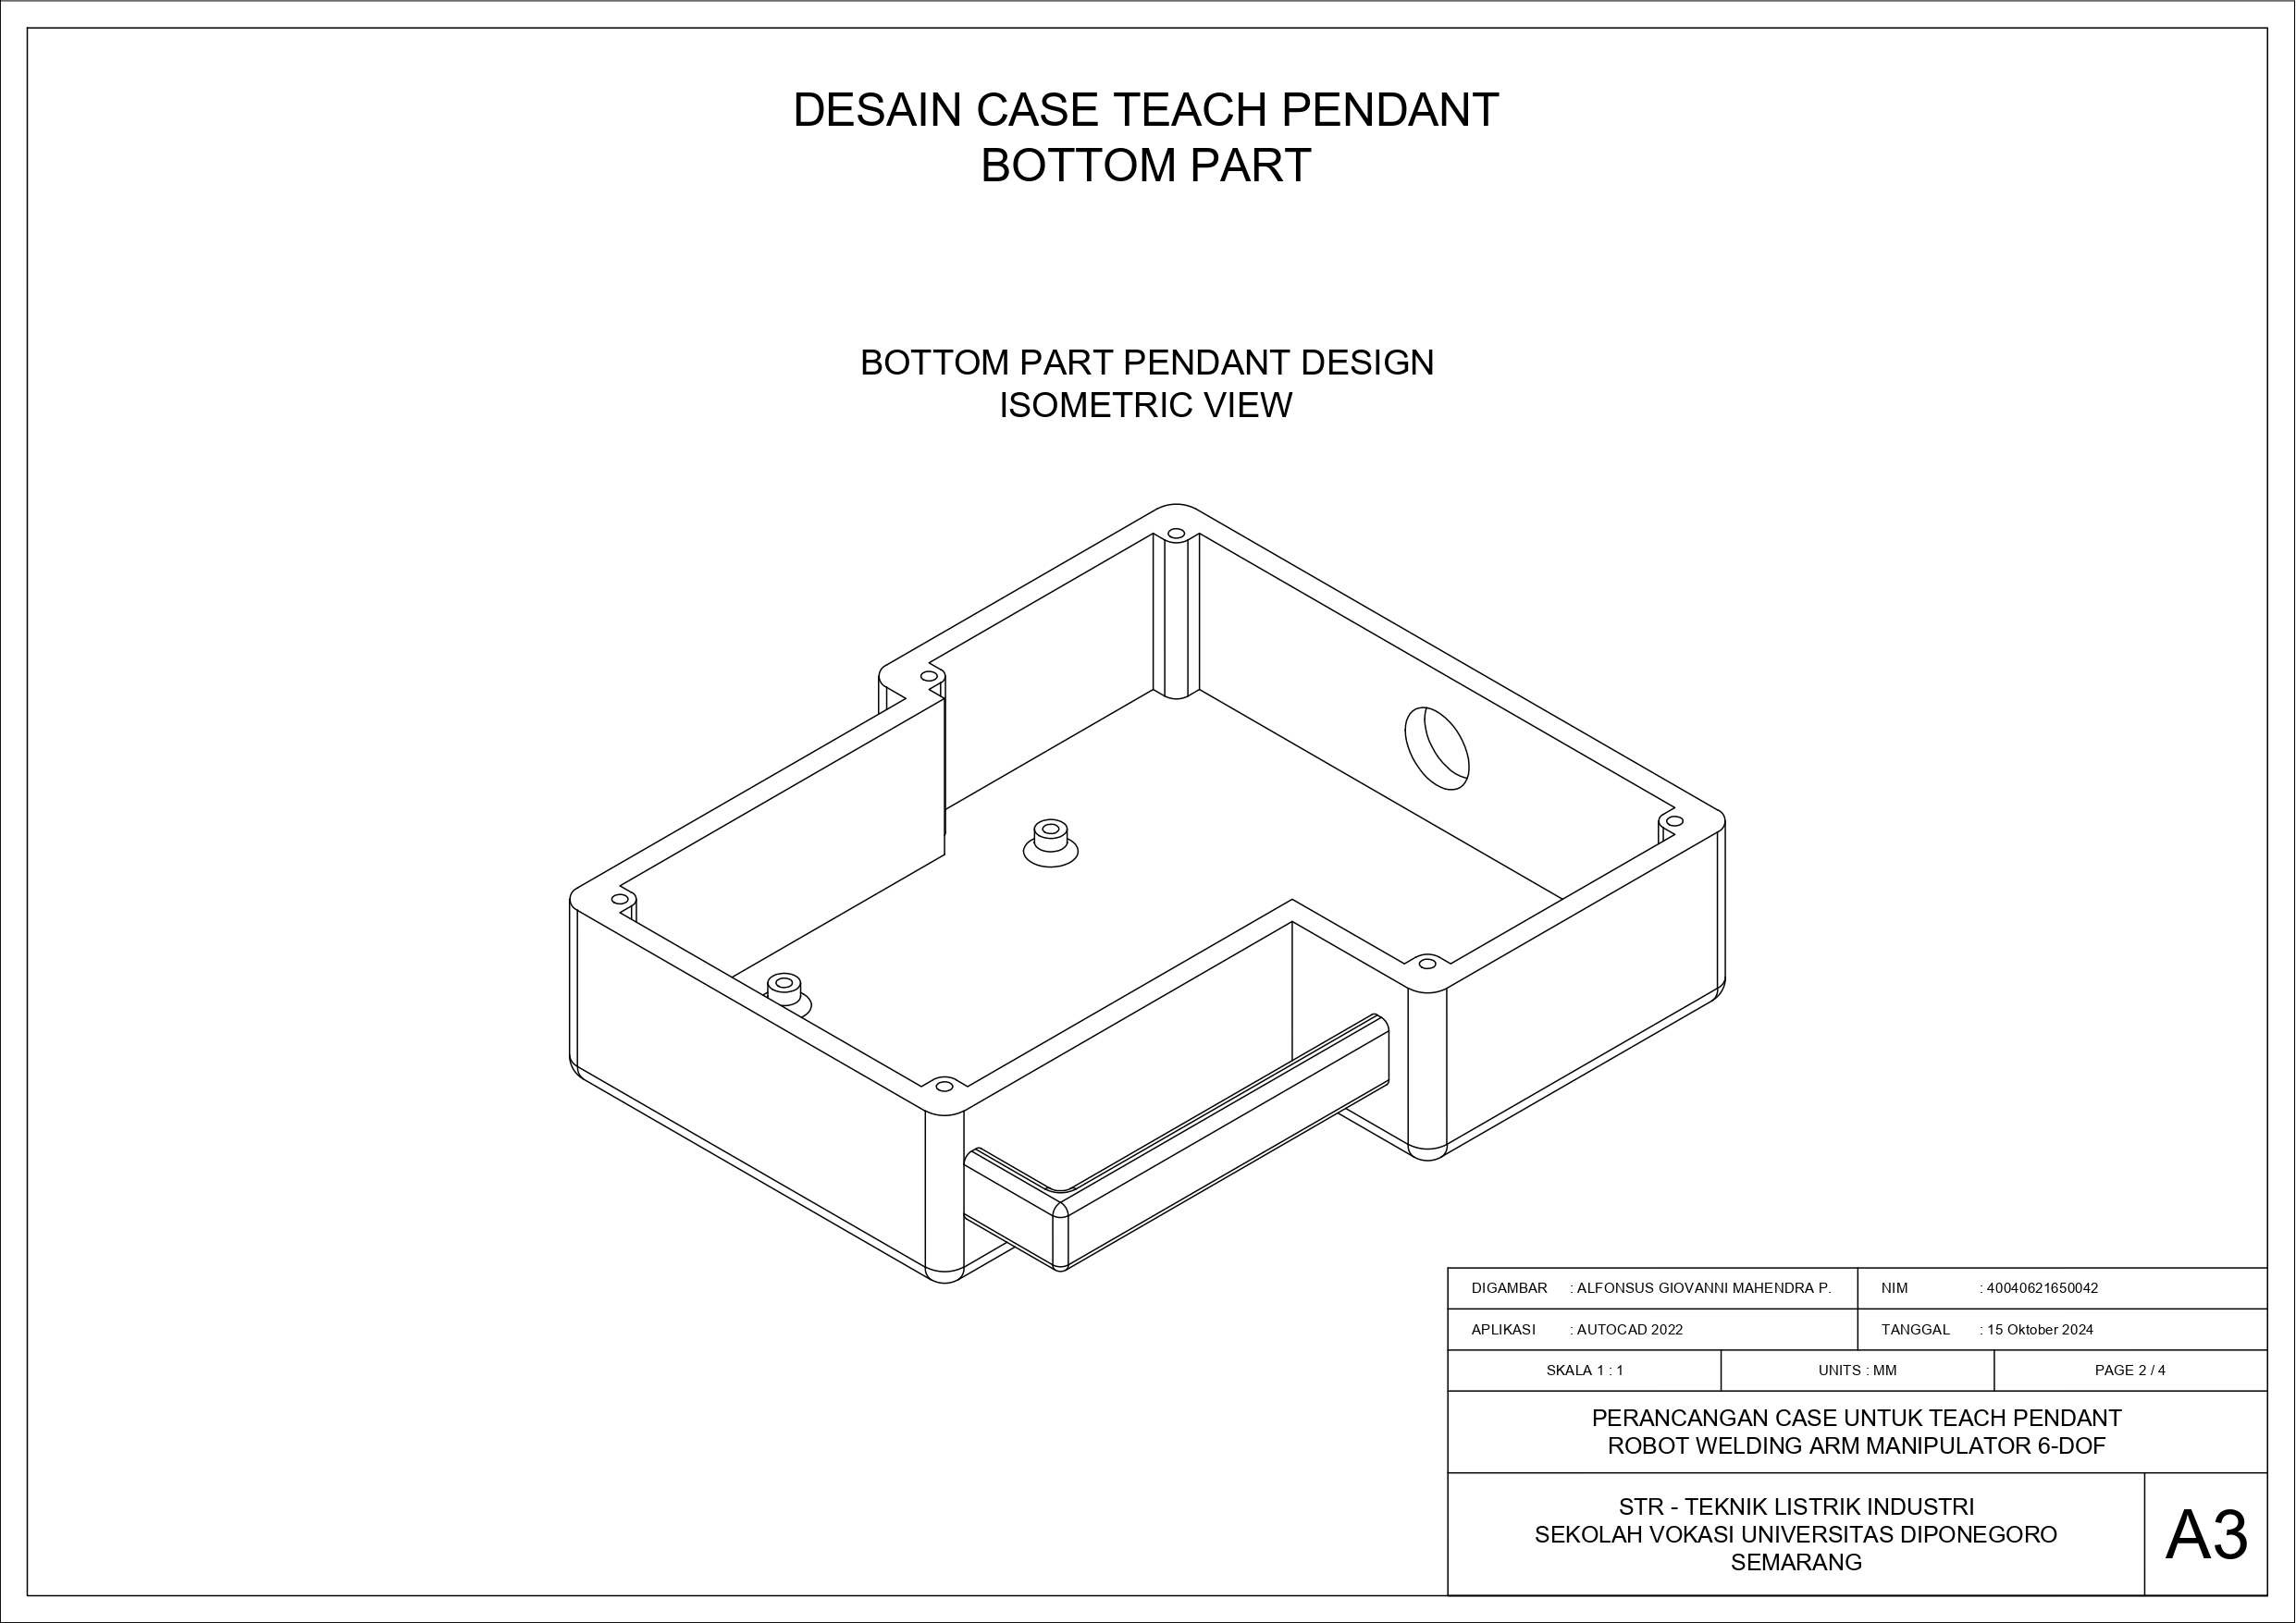 DESAIN CASE TEACH PENDANT
BOTTOM PART
BOTTOM PART PENDANT DESIGN
ISOMETRIC VIEW
DIGAMBAR : ALFONSUS GIOVANNI MAHENDRA P. NIM : 40040621650042
APLIKASI : AUTOCAD 2022 TANGGAL : 15 Oktober 2024
SKALA 1 : 1 UNITS : MM PAGE 2 / 4
PERANCANGAN CASE UNTUK TEACH PENDANT
ROBOT WELDING ARM MANIPULATOR 6-DOF
STR - TEKNIK LISTRIK INDUSTRI
SEKOLAH VOKASI UNIVERSITAS DIPONEGORO
SEMARANG
A3